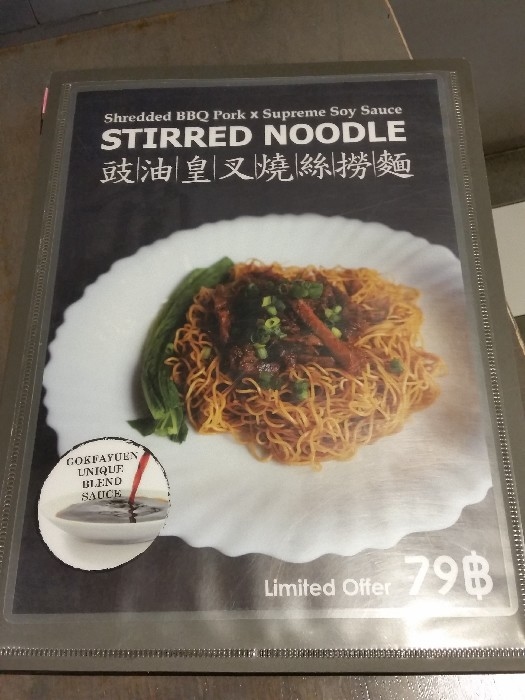 Shredded BBQ Pork x Supreme Soy Sauce
STIRRED NOODLE
豉油皇叉燒絲撈麵
GOKFAYUEN
UNIQUE
BLEND
SAUCE
Limited Offer 79฿